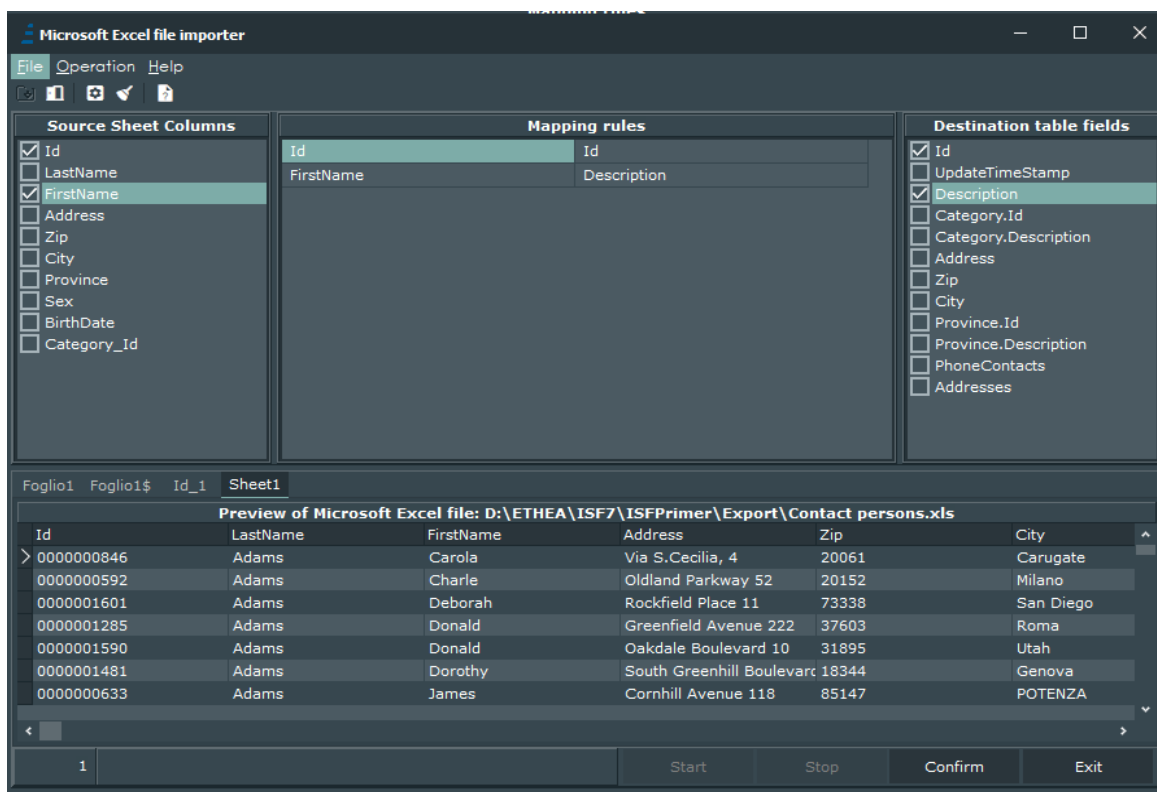 Microsoft Excel file importer
File Operation Help
Source Sheet Columns
Id
LastName
FirstName
Address
Zip
City
Province
Sex
BirthDate
Category_Id
Mapping rules
Id Id
FirstName Description
Destination table fields
Id
UpdateTimeStamp
Description
Category.Id
Category.Description
Address
Zip
City
Province.Id
Province.Description
PhoneContacts
Addresses
Foglio1 Foglio1$ Id_1 Sheet1
Preview of Microsoft Excel file: D:\ETHEA\ISF7\ISFPrimer\Export\Contact persons.xls
Id LastName FirstName Address Zip City
0000000846 Adams Carola Via S.Cecilia, 4 20061 Carugate
0000000592 Adams Charle Oldland Parkway 52 20152 Milano
0000001601 Adams Deborah Rockfield Place 11 73338 San Diego
0000001285 Adams Donald Greenfield Avenue 222 37603 Roma
0000001590 Adams Donald Oakdale Boulevard 10 31895 Utah
0000001481 Adams Dorothy South Greenhill Boulevarc 18344 Genova
0000000633 Adams James Cornhill Avenue 118 85147 POTENZA
1 Start Stop Confirm Exit